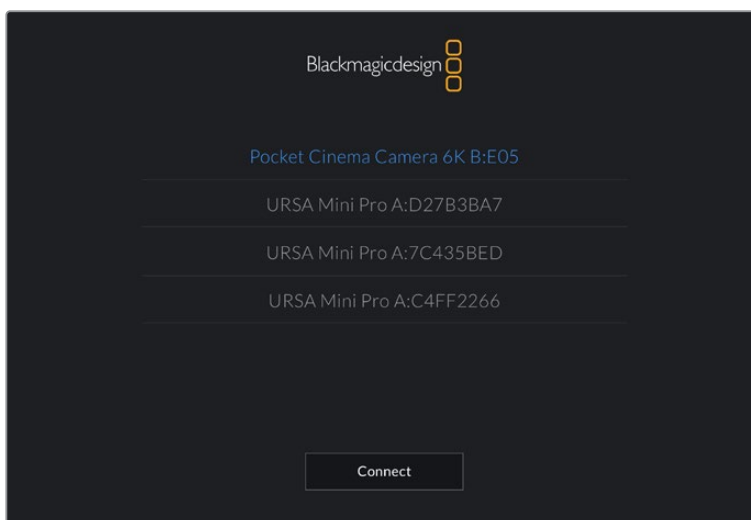 Blackmagicdesign
Pocket Cinema Camera 6K B:E05
URSA Mini Pro A:D27B3BA7
URSA Mini Pro A:7C435BED
URSA Mini Pro A:C4FF2266
Connect